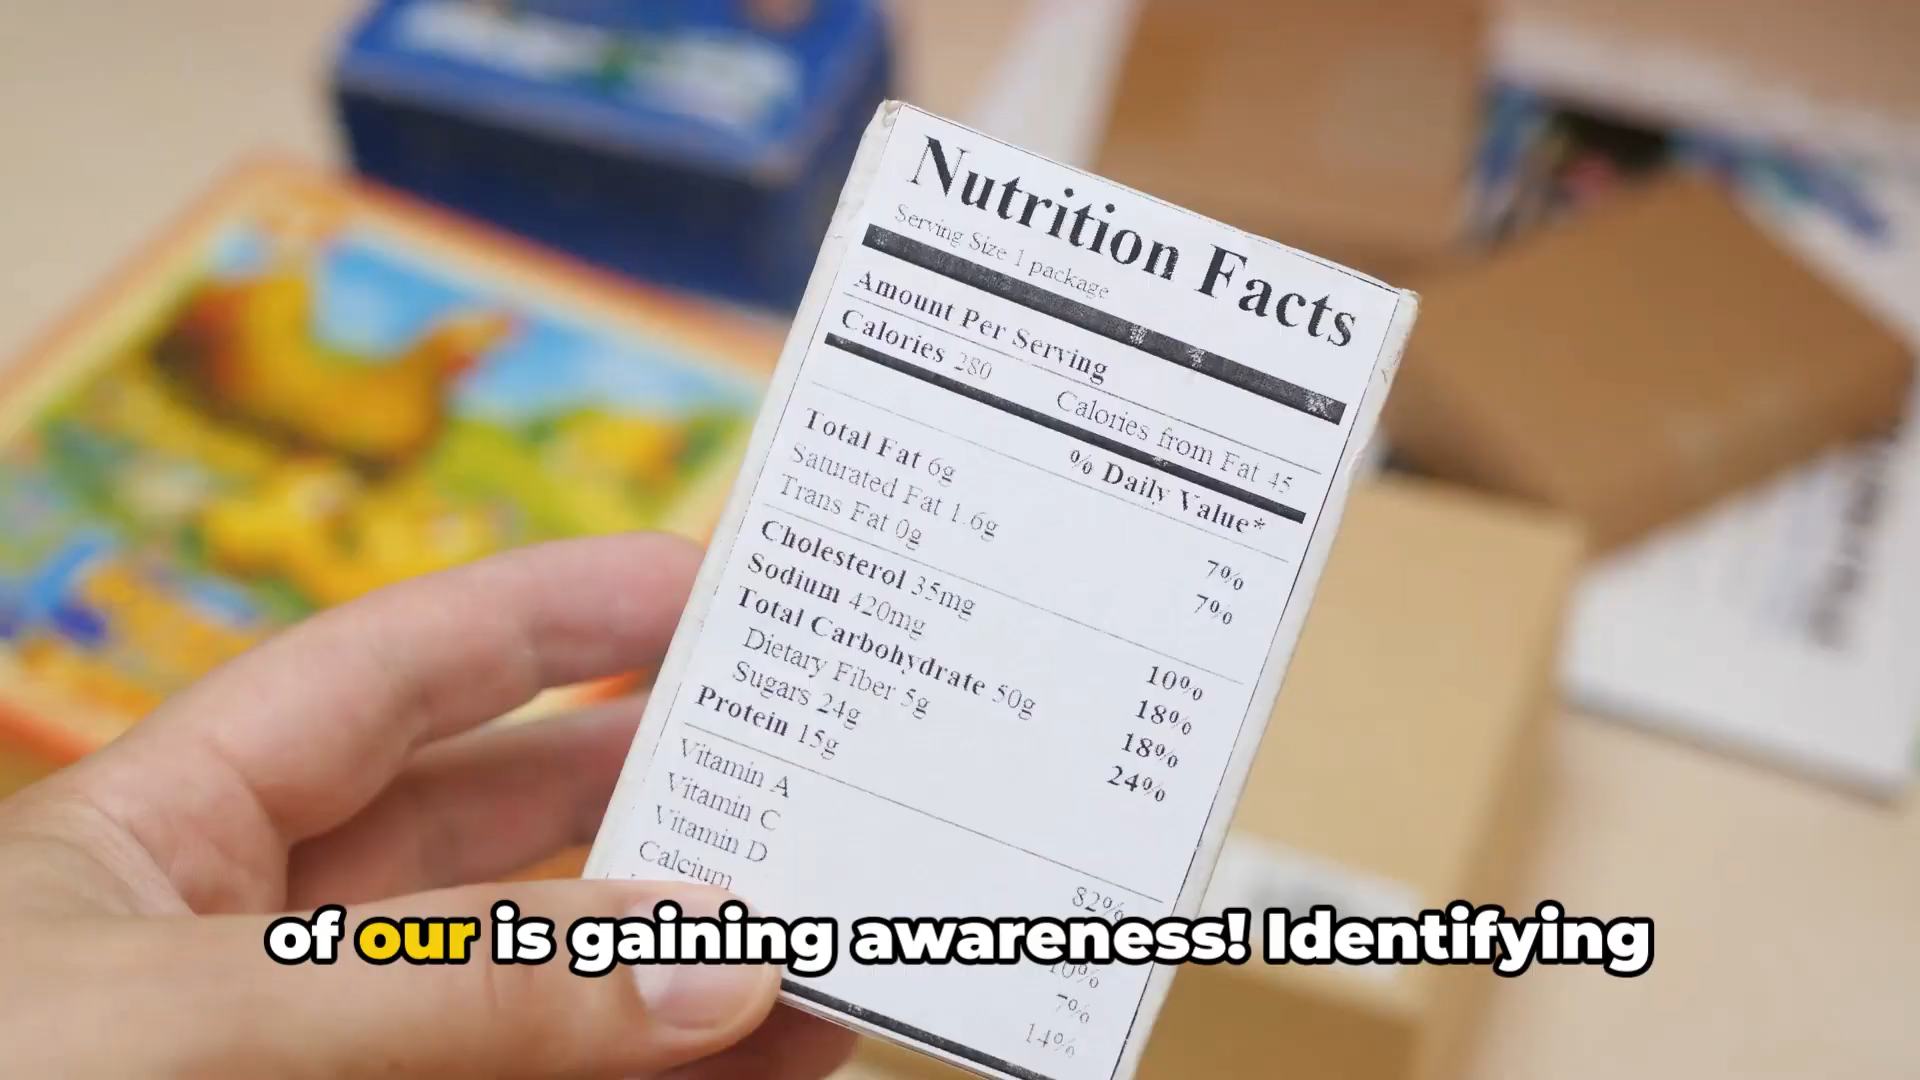 Nutrition Facts
Serving Size 1 package
Amount Per Serving
Calories 280 Calories from Fat 45
% Daily Value*
Total Fat 6g 7%
Saturated Fat 1.6g 7%
Trans Fat 0g
Cholesterol 35mg 10%
Sodium 420mg 18%
Total Carbohydrate 50g 18%
Dietary Fiber 5g 24%
Sugars 24g
Protein 15g
Vitamin A 82%
Vitamin C
Vitamin D 10%
Calcium 7%
14%
of our is gaining awareness! Identifying